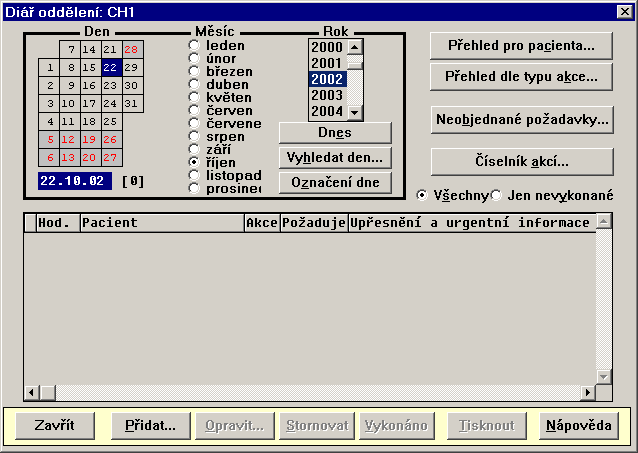 Diář oddělení: CH1
Den
7 14 21 28
1 8 15 22 29
2 9 16 23 30
3 10 17 24 31
4 11 18 25
5 12 19 26
6 13 20 27
22.10.02 [0]
Měsíc
leden
únor
březen
duben
květen
červen
červene
srpen
září
říjen
listopad
prosinec
Rok
2000
2001
2002
2003
2004
Dnes
Vyhledat den...
Označení dne
Přehled pro pacienta...
Přehled dle typu akce...
Neobjednané požadavky...
Číselník akcí...
Všechny Jen nevykonané
Hod. Pacient Akce Požaduje Upřesnění a urgentní informace
Zavřít Přidat... Opravit... Stornovat Vykonáno Tisknout Nápověda